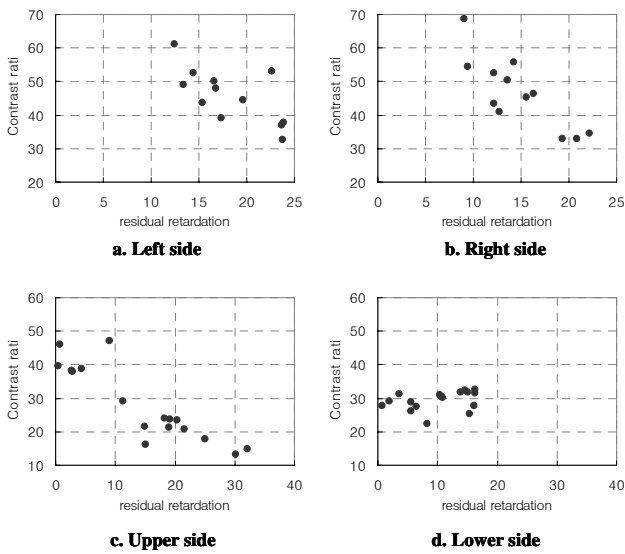 70
60
50
40
30
20
Contrast rati
0 5 10 15 20 25
residual retardation
a. Left side
70
60
50
40
30
20
Contrast rati
0 5 10 15 20 25
residual retardation
b. Right side
60
50
40
30
20
10
Contrast rati
0 10 20 30 40
residual retardation
c. Upper side
60
50
40
30
20
10
Contrast rati
0 10 20 30 40
residual retardation
d. Lower side